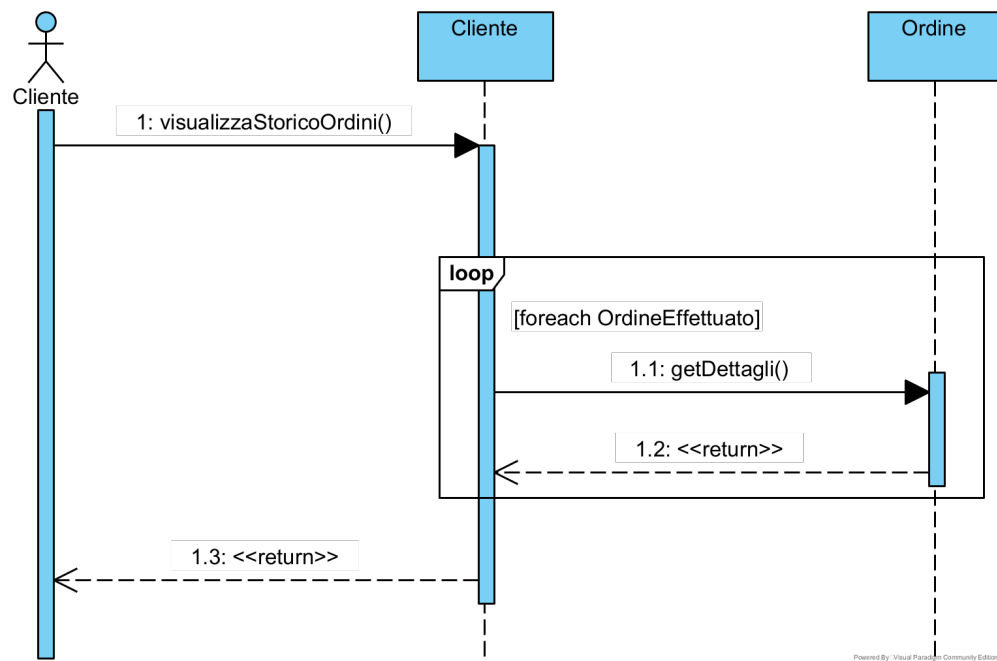 Cliente
Ordine
Cliente
1: visualizzaStoricoOrdini()
loop
[foreach OrdineEffettuato]
1.1: getDettagli()
1.2: <<return>>
1.3: <<return>>
Powered By: Visual Paradigm Community Edition